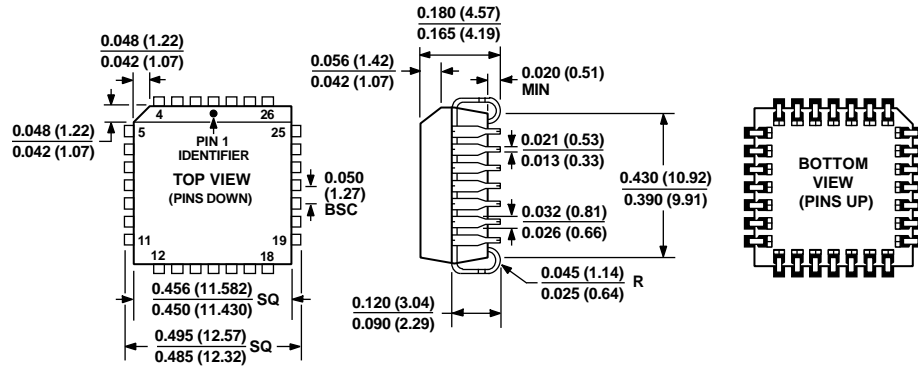 0.180 (4.57)
0.165 (4.19)
0.048 (1.22)
0.042 (1.07)
0.056 (1.42)
0.042 (1.07)
0.020 (0.51)
MIN
0.048 (1.22)
0.042 (1.07)
4
26
5
25
PIN 1
IDENTIFIER
TOP VIEW
(PINS DOWN)
0.050
(1.27)
BSC
11
19
12
18
0.021 (0.53)
0.013 (0.33)
0.430 (10.92)
0.390 (9.91)
0.032 (0.81)
0.026 (0.66)
BOTTOM
VIEW
(PINS UP)
0.456 (11.582)
0.450 (11.430)
SQ
0.495 (12.57)
0.485 (12.32)
SQ
0.120 (3.04)
0.090 (2.29)
0.045 (1.14)
0.025 (0.64)
R